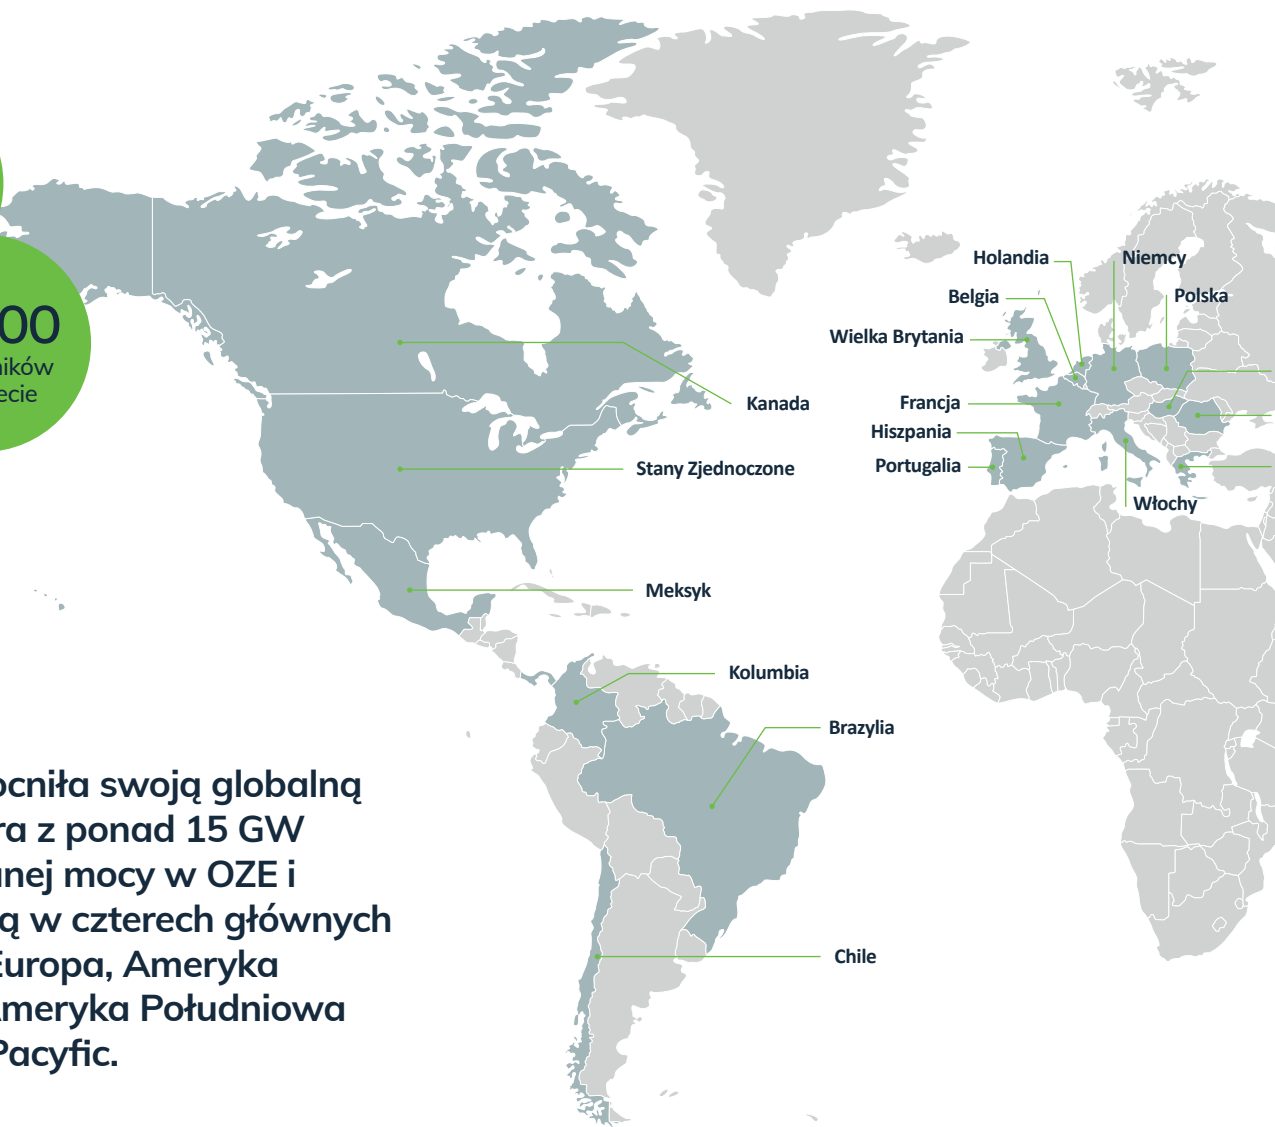 00
ików
ecie
Holandia
Niemcy
Belgia
Polska
Wielka Brytania
Francja
Kanada
Hiszpania
Portugalia
Stany Zjednoczone
Włochy
Meksyk
Kolumbia
Brazylia
Chile
ocniła swoją globalną
ra z ponad 15 GW
nej mocy w OZE i
ą w czterech głównych
Europa, Ameryka
meryka Południowa
Pacyfic.